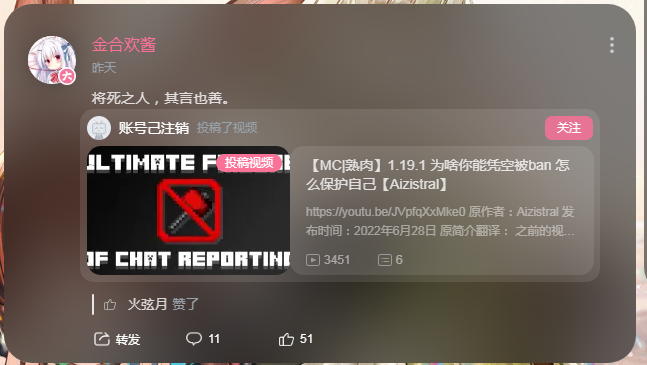 金合欢酱
昨天
大
将死之人，其言也善。
账号己注销 投稿了视频
关注
投稿视频
ULTIMATE F
OF CHAT REPORTING
【MC|熟肉】1.19.1 为啥你能凭空被ban 怎
么保护自己【Aizistral】
https://youtu.be/JVpfqXxMke0 原作者：Aizistral 发
布时间：2022年6月28日 原简介翻译： 之前的视...
3451 6
火弦月 赞了
转发 11 51